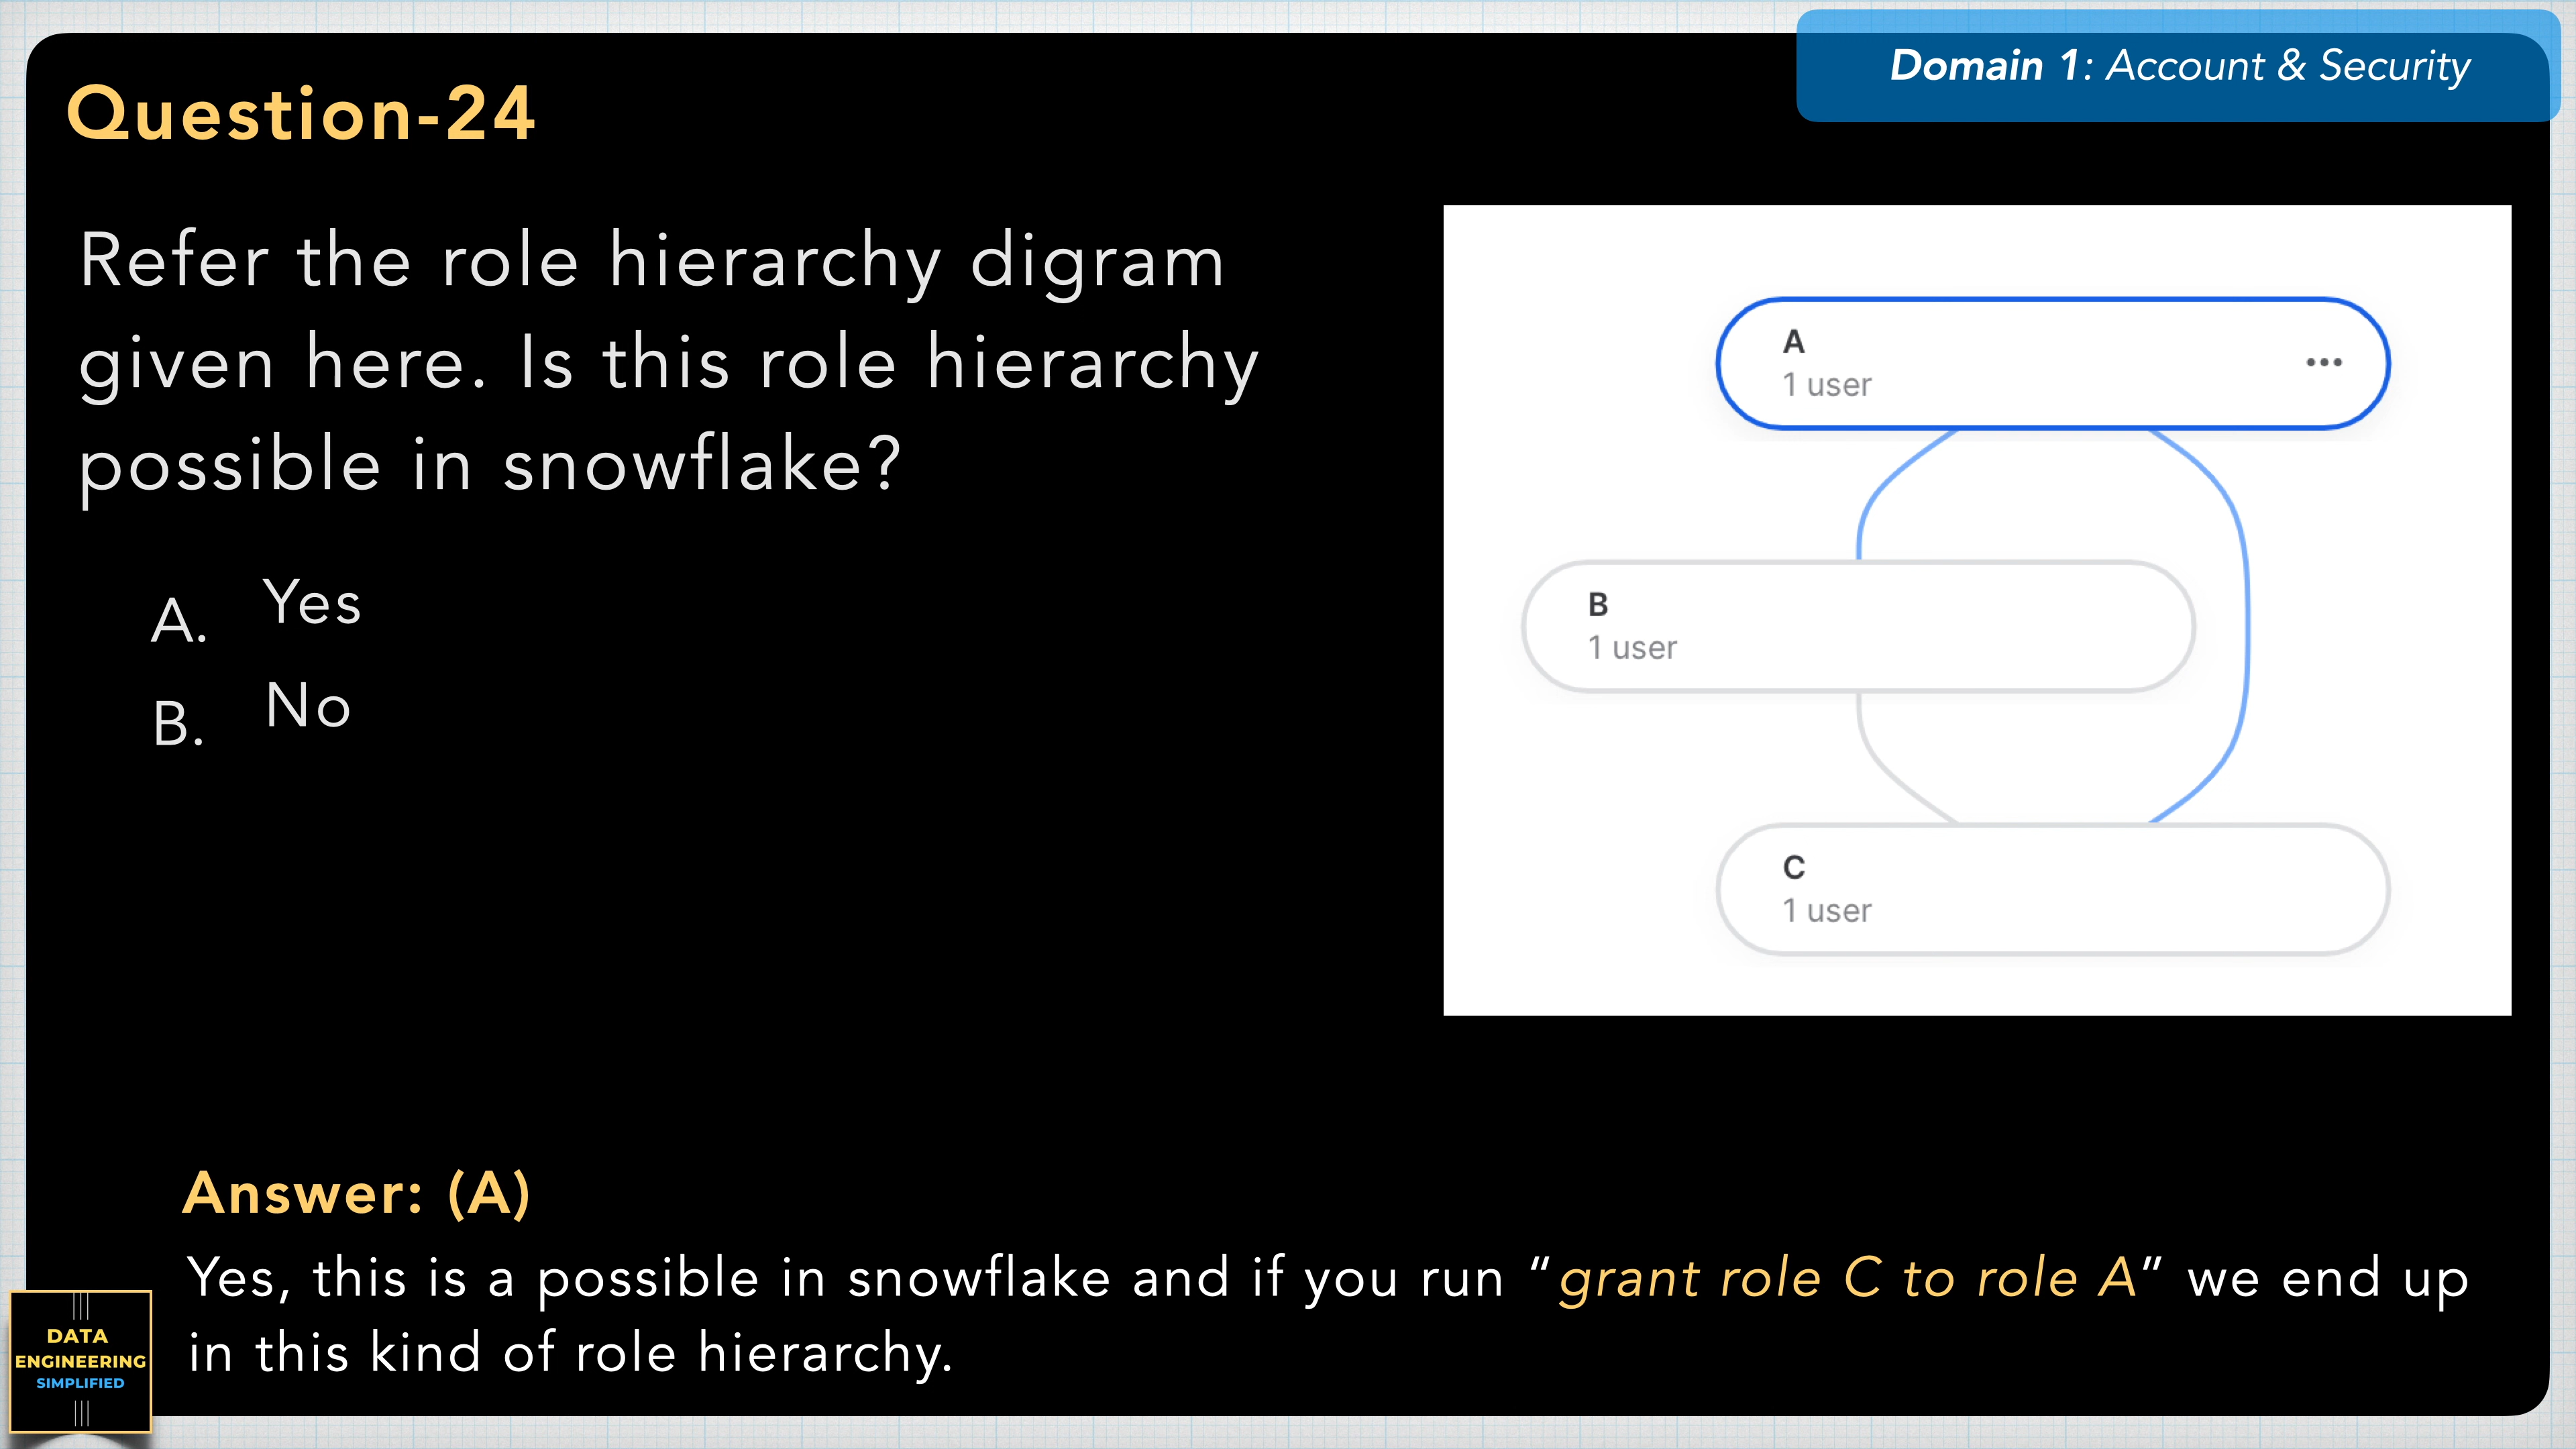 Domain 1: Account & Security
Question-24
Refer the role hierarchy digram
given here. Is this role hierarchy
possible in snowflake?
A. Yes
B. No
A
1 user
•••
B
1 user
C
1 user
Answer: (A)
Yes, this is a possible in snowflake and if you run “grant role C to role A” we end up
in this kind of role hierarchy.
DATA
ENGINEERING
SIMPLIFIED